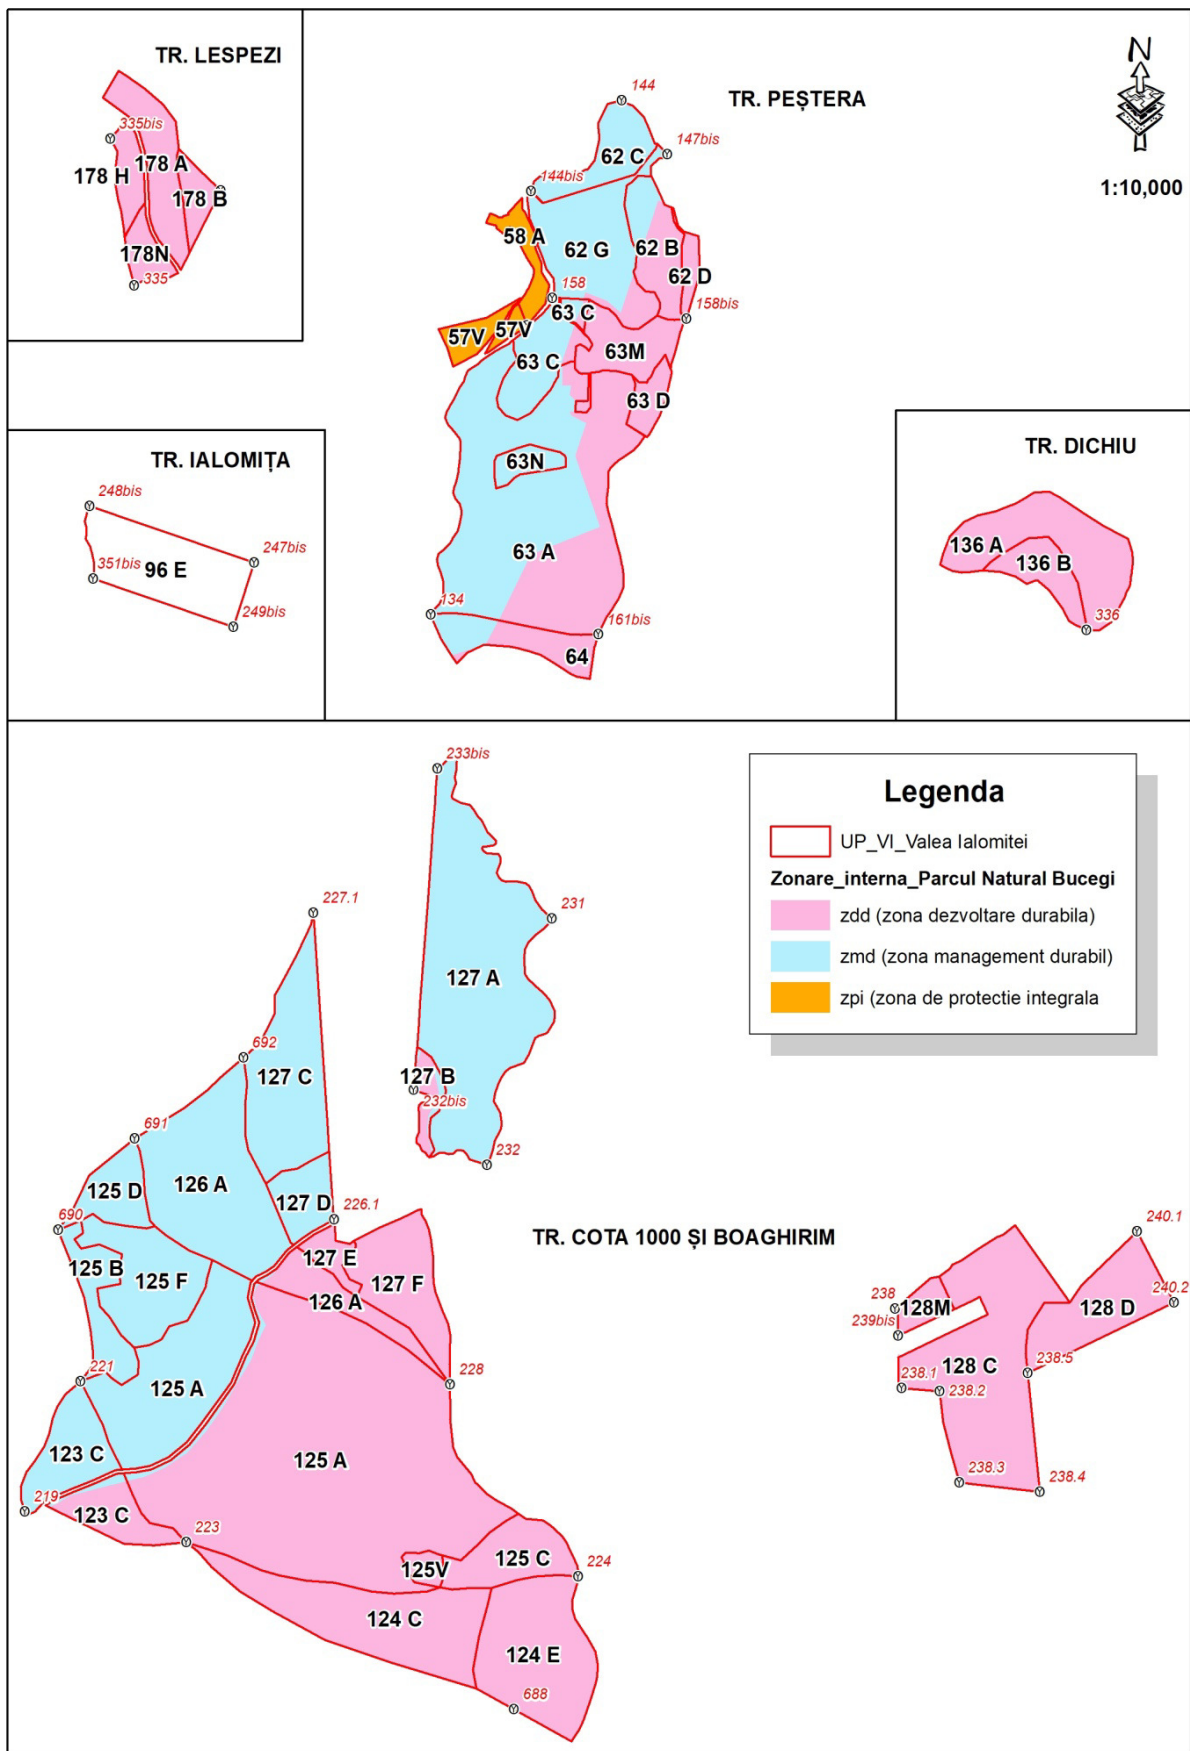 TR. LESPEZI
335bis
178 A
178 H
178 B
178N
335
TR. PEȘTERA
144
147bis
62 C
144bis
58 A
62 G
62 B
62 D
158
158bis
63 C
57V
57V
63M
63 C
63 D
63N
63 A
134
161bis
64
N
1:10,000
TR. IALOMIȚA
248bis
247bis
351bis
96 E
249bis
TR. DICHIU
136 A
136 B
336
233bis
231
127 A
127 B
232bis
232
Legenda
UP_VI_Valea Ialomitei
Zonare_interna_Parcul Natural Bucegi
zdd (zona dezvoltare durabila)
zmd (zona management durabil)
zpi (zona de protectie integrala
227.1
692
127 C
691
125 D
126 A
127 D
226.1
690
125 B
125 F
127 E
127 F
126 A
221
125 A
228
123 C
125 A
219
123 C
223
125V
125 C
224
124 C
124 E
688
TR. COTA 1000 ȘI BOAGHIRIM
240.1
240.2
238
128M
128 D
239bis
238.1
128 C
238.5
238.2
238.3
238.4